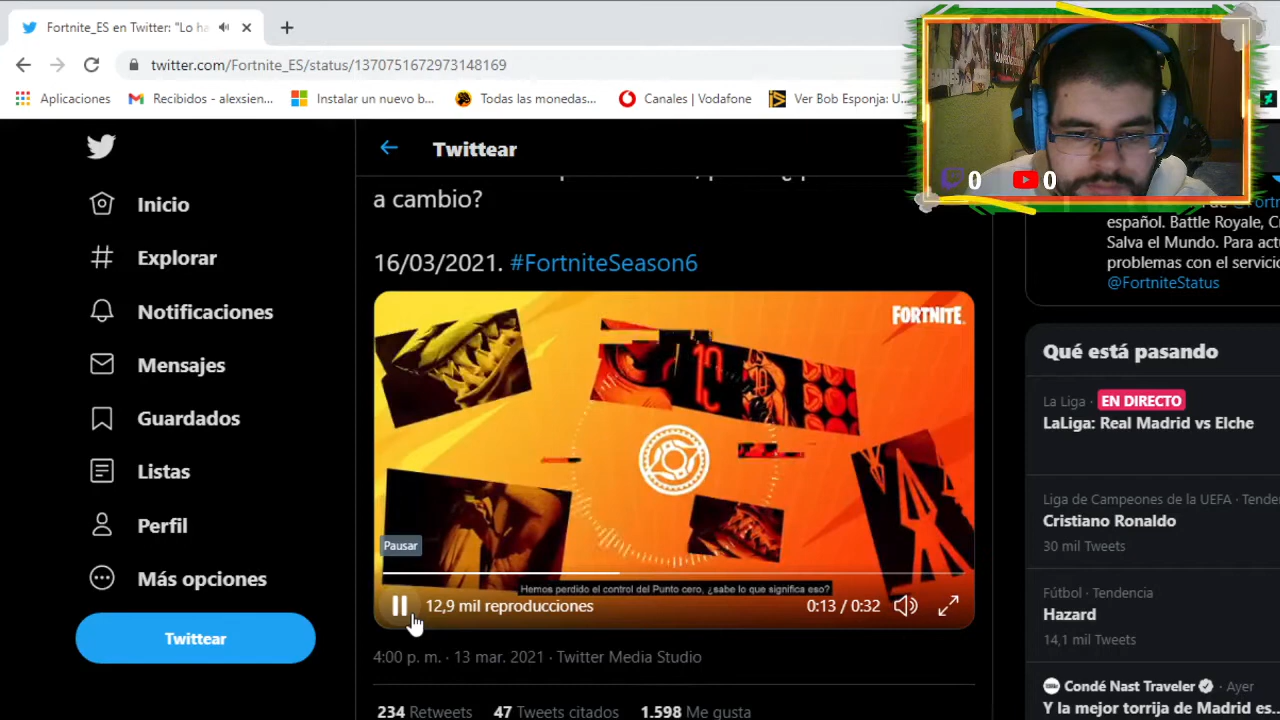 Fortnite_ES en Twitter: "Lo ha
twitter.com/Fortnite_ES/status/1370751672973148169
Aplicaciones
Recibidos - alexsien...
Instalar un nuevo b...
Todas las monedas...
Canales | Vodafone
Ver Bob Esponja: U...
0
0
Twittear
Inicio
Explorar
Notificaciones
Mensajes
Guardados
Listas
Perfil
Más opciones
Twittear
a cambio?
16/03/2021. #FortniteSeason6
FORTNITE
Pausar
Hemos perdido el control del Punto cero, ¿sabe lo que significa eso?
12,9 mil reproducciones
0:13 / 0:32
4:00 p. m. · 13 mar. 2021 · Twitter Media Studio
234 Retweets 47 Tweets citados 1.598 Me gusta
español. Battle Royale, C
Salva el Mundo. Para actu
problemas con el servicio
@FortniteStatus
Qué está pasando
La Liga · EN DIRECTO
LaLiga: Real Madrid vs Elche
Liga de Campeones de la UEFA · Tende
Cristiano Ronaldo
30 mil Tweets
Fútbol · Tendencia
Hazard
14,1 mil Tweets
Condé Nast Traveler · Ayer
Y la mejor torrija de Madrid es...